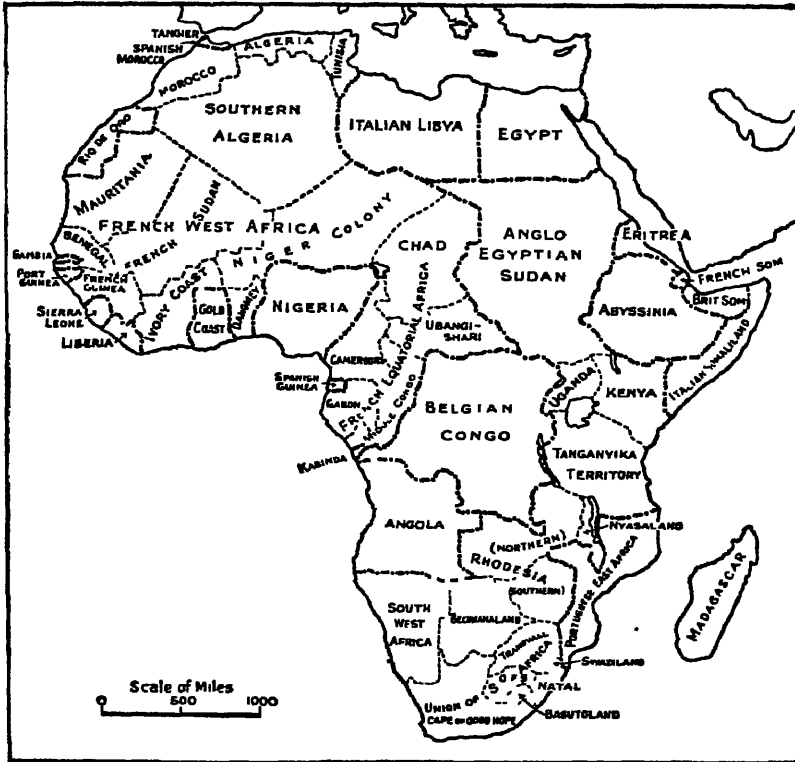 TANGIER
SPANISH
MOROCCO
ALGERIA
TUNISIA
MOROCCO
SOUTHERN
ALGERIA
ITALIAN LIBYA
EGYPT
RIO DE ORO
MAURITANIA
FRENCH WEST AFRICA
FRENCH SUDAN
NIGER COLONY
CHAD
ANGLO
EGYPTIAN
SUDAN
ERITREA
SENEGAL
GAMBIA
PORT
GUINEA
FRENCH
GUINEA
FRENCH SOM
BRIT SOM
SIERRA
LEONE
LIBERIA
IVORY COAST
GOLD
COAST
DAHOMEY
NIGERIA
ABYSSINIA
ITALIAN SOMALILAND
UBANGI-
SHARI
CAMEROONS
FRENCH EQUATORIAL AFRICA
SPANISH
GUINEA
GABON
MIDDLE CONGO
UGANDA
KENYA
BELGIAN
CONGO
KABINDA
TANGANYIKA
TERRITORY
ANGOLA
NYASALAND
(NORTHERN)
RHODESIA
(SOUTHERN)
PORTUGUESE EAST AFRICA
MADAGASCAR
SOUTH
WEST
AFRICA
BECHUANALAND
TRANSVAAL
SWAZILAND
UNION OF S OF AFRICA
NATAL
CAPE OF GOOD HOPE
BASUTOLAND
Scale of Miles
0 500 1000